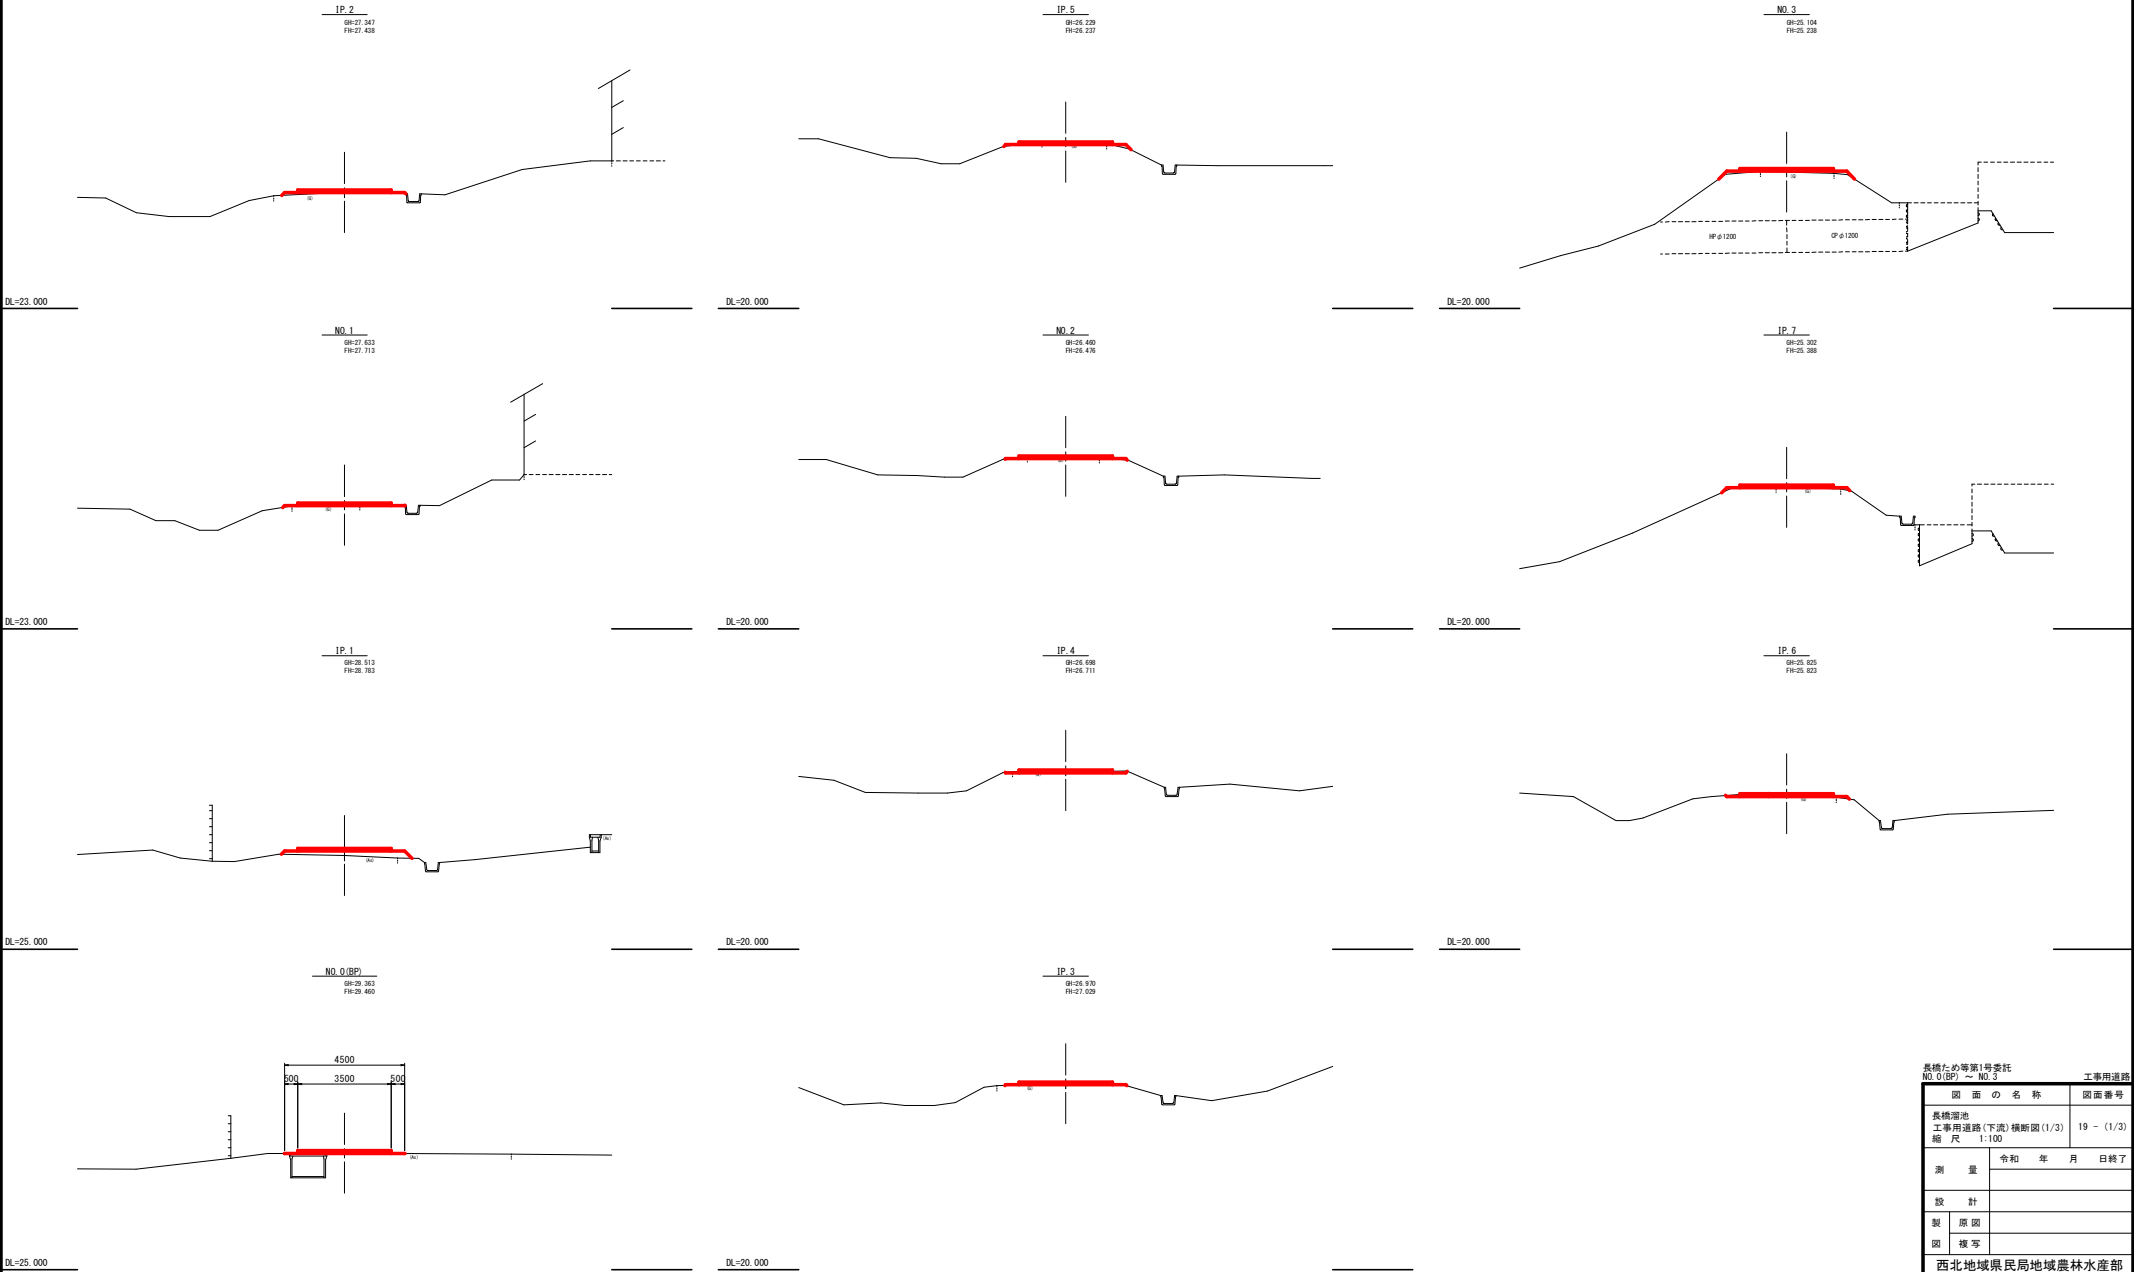 IP.2
GH=27.347
FH=27.438
DL=23.000
NO.1
GH=27.633
FH=27.713
DL=23.000
IP.1
GH=28.513
FH=28.783
(As)
(As)
DL=25.000
NO.0(BP)
GH=29.363
FH=29.460
4500
500 3500 500
(As)
DL=25.000
IP.5
GH=26.229
FH=26.237
DL=20.000
NO.2
GH=26.460
FH=26.476
DL=20.000
IP.4
GH=26.698
FH=26.711
DL=20.000
IP.3
GH=26.970
FH=27.029
DL=20.000
NO.3
GH=25.104
FH=25.238
HPφ1200 CPφ1200
DL=20.000
IP.7
GH=25.302
FH=25.388
DL=20.000
IP.6
GH=25.825
FH=25.823
DL=20.000
長橋ため等第1号委託
NO.0(BP) ～ NO.3 工事用道路
図 面 の 名 称 図面番号
長橋溜池
工事用道路(下流)横断図(1/3) 19 - (1/3)
縮 尺 1:100
測 量 令和 年 月 日終了
設 計
製 原図
図 複写
西北地域県民局地域農林水産部